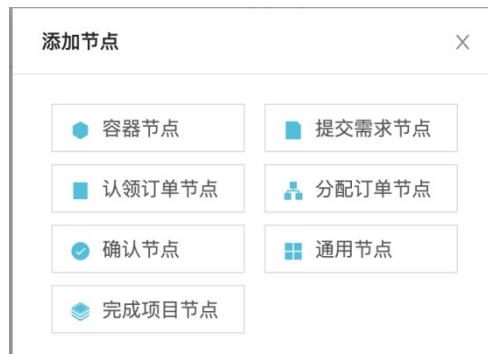 添加节点
容器节点
提交需求节点
认领订单节点
分配订单节点
确认节点
通用节点
完成项目节点